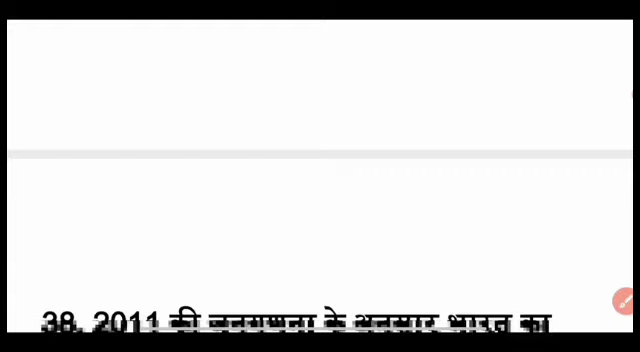 38. 2011 की जनगणना के अनुसार भारत का